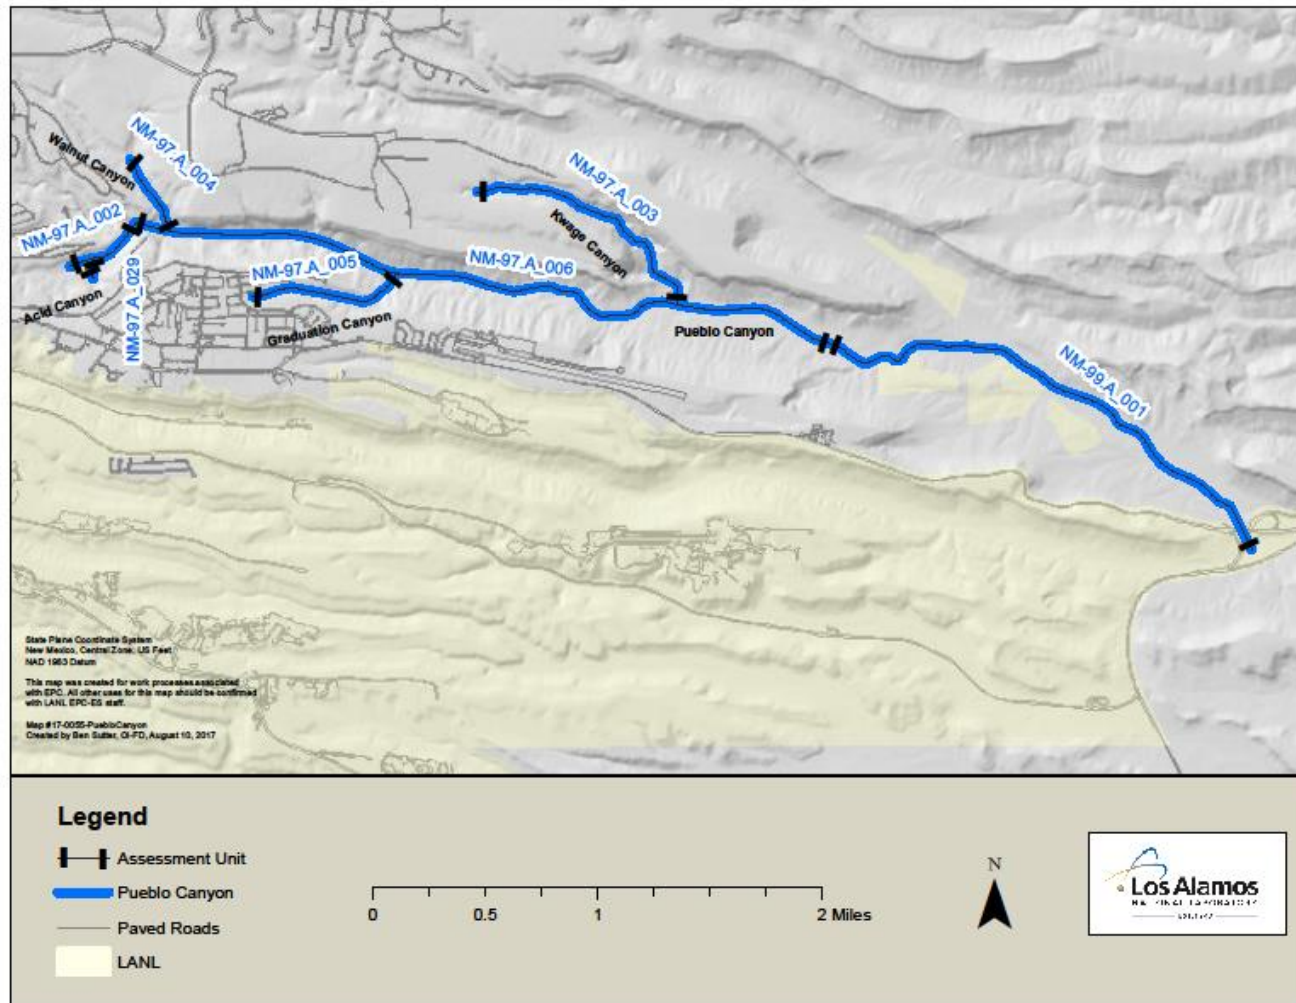 NM-97.A_004
Walnut Canyon
NM-97.A_003
NM-97.A_002
Kwage Canyon
NM-97.A_005
NM-97.A_006
Acid Canyon
NM-97.A_029
Graduation Canyon
Pueblo Canyon
NM-99.A_001
State Plane Coordinate System
New Mexico, Central Zone, US Feet
NAD 1983 Datum
This map was created for work processes associated
with EPC. All other uses for this map should be confirmed
with LANL EPC-ES staff.
Map #17-0055-PuebloCanyon
Created by Ben Sutter, OI-FD, August 10, 2017
Legend
Assessment Unit
Pueblo Canyon
Paved Roads
LANL
0 0.5 1 2 Miles
N
Los Alamos
NATIONAL LABORATORY